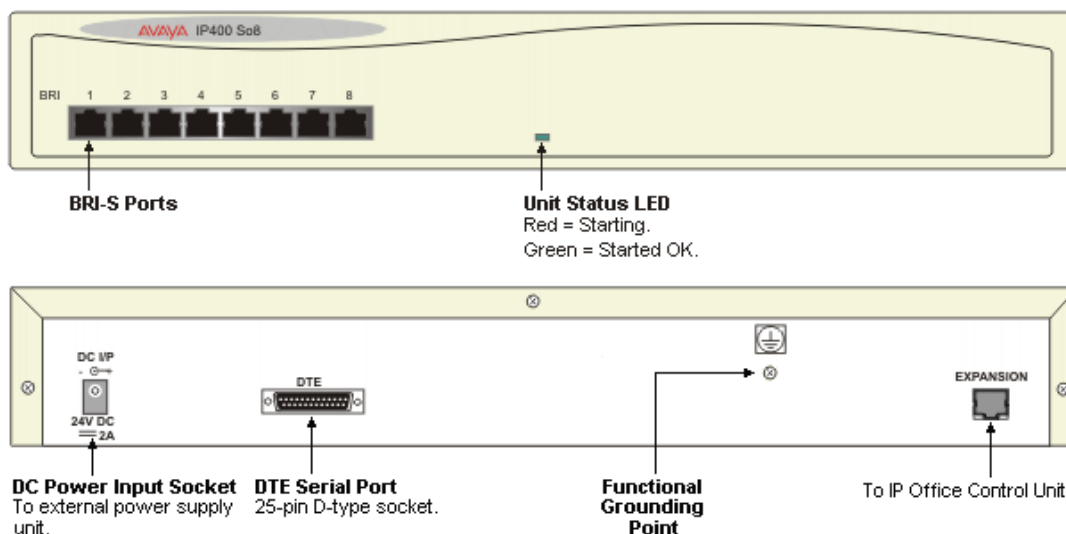 AVAYA IP400 So8
BRI 1 2 3 4 5 6 7 8
BRI-S Ports
Unit Status LED
Red = Starting.
Green = Started OK.
DC I/P
- +
DTE
EXPANSION
24V DC
2A
DC Power Input Socket
To external power supply
unit.
DTE Serial Port
25-pin D-type socket.
Functional
Grounding
Point
To IP Office Control Unit